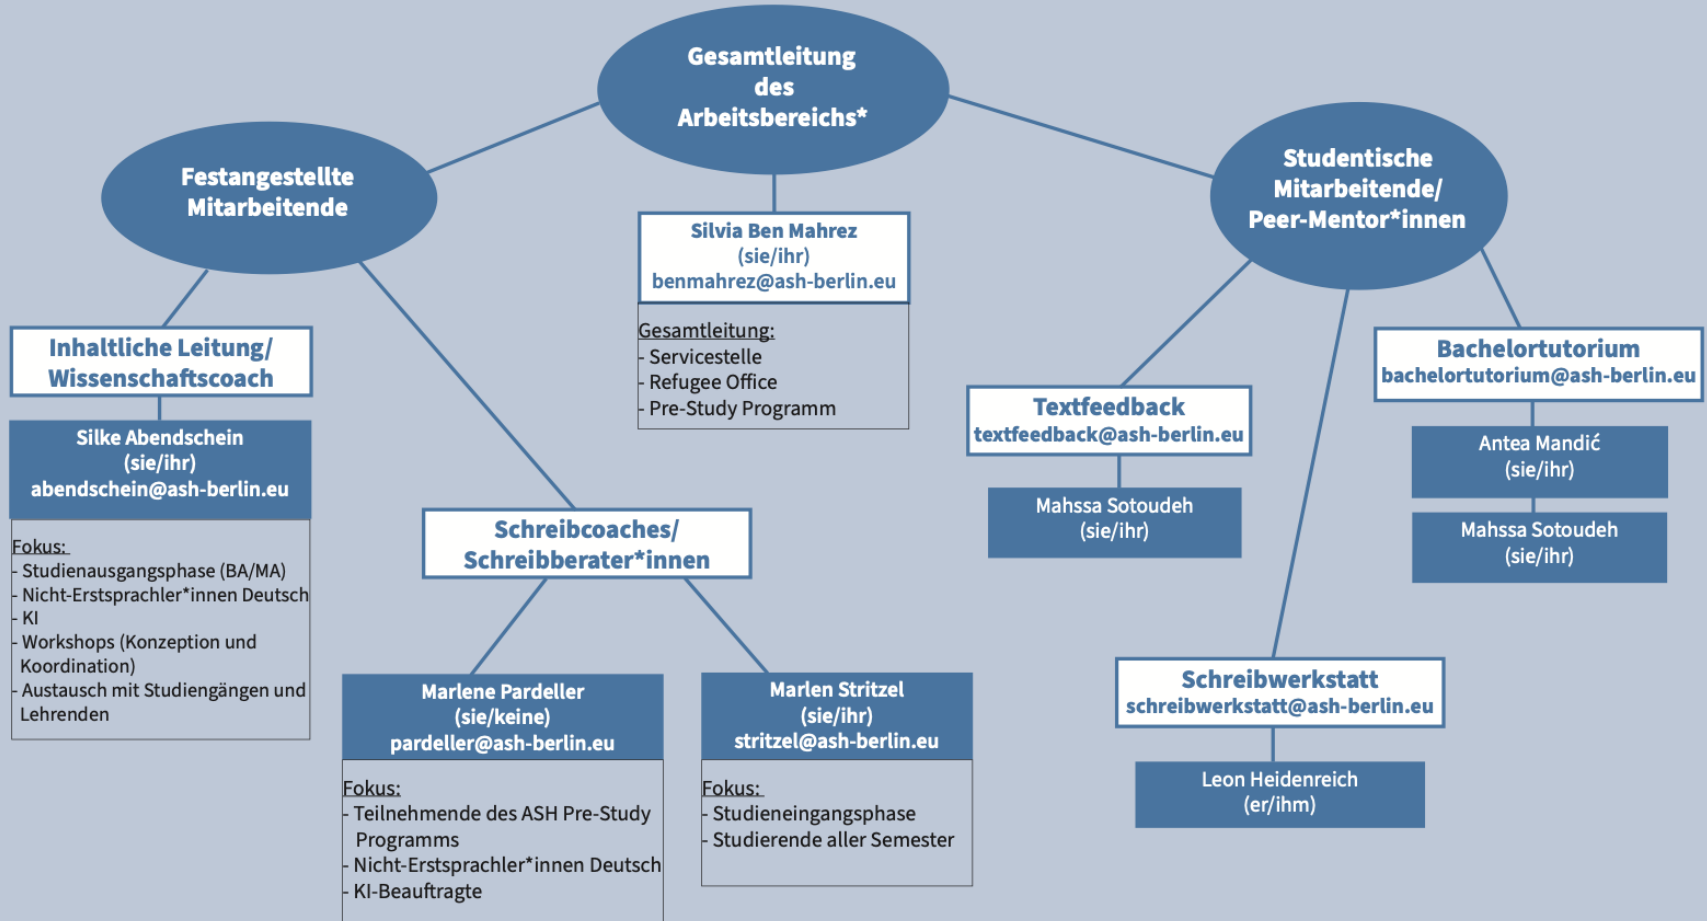 Gesamtleitung
des
Arbeitsbereichs*
Festangestellte
Mitarbeitende
Studentische
Mitarbeitende/
Peer-Mentor*innen
Silvia Ben Mahrez
(sie/ihr)
benmahrez@ash-berlin.eu
Gesamtleitung:
- Servicestelle
- Refugee Office
- Pre-Study Programm
Inhaltliche Leitung/
Wissenschaftscoach
Silke Abendschein
(sie/ihr)
abendschein@ash-berlin.eu
Fokus:
- Studienausgangsphase (BA/MA)
- Nicht-Erstsprachler*innen Deutsch
- KI
- Workshops (Konzeption und
Koordination)
- Austausch mit Studiengängen und
Lehrenden
Schreibcoaches/
Schreibberater*innen
Marlene Pardeller
(sie/keine)
pardeller@ash-berlin.eu
Fokus:
- Teilnehmende des ASH Pre-Study
Programms
- Nicht-Erstsprachler*innen Deutsch
- KI-Beauftragte
Marlen Stritzel
(sie/ihr)
stritzel@ash-berlin.eu
Fokus:
- Studieneingangsphase
- Studierende aller Semester
Textfeedback
textfeedback@ash-berlin.eu
Mahssa Sotoudeh
(sie/ihr)
Bachelortutorium
bachelortutorium@ash-berlin.eu
Antea Mandić
(sie/ihr)
Mahssa Sotoudeh
(sie/ihr)
Schreibwerkstatt
schreibwerkstatt@ash-berlin.eu
Leon Heidenreich
(er/ihm)